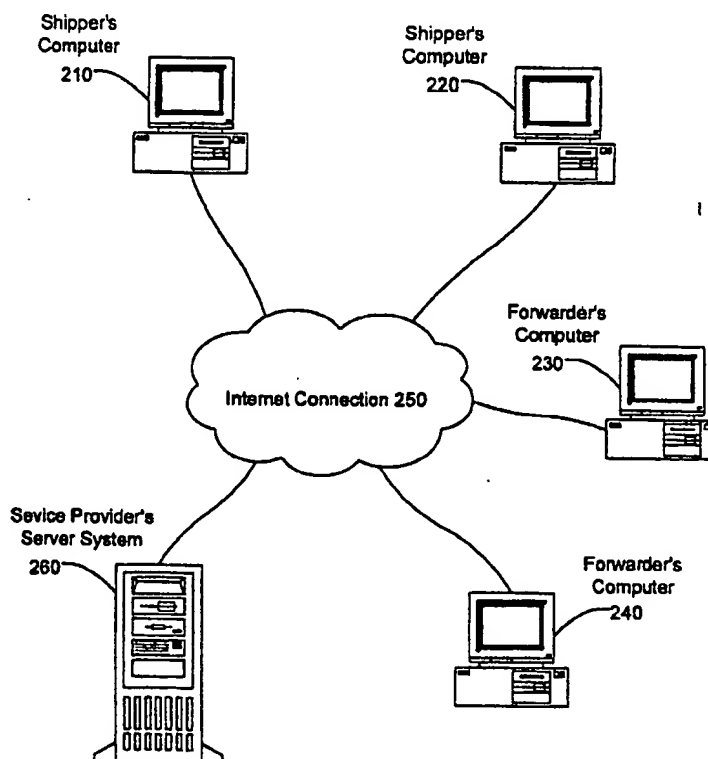 Shipper's
Computer
210
Shipper's
Computer
220
Forwarder's
Computer
230
Internet Connection 250
Sevice Provider's
Server System
260
Forwarder's
Computer
240